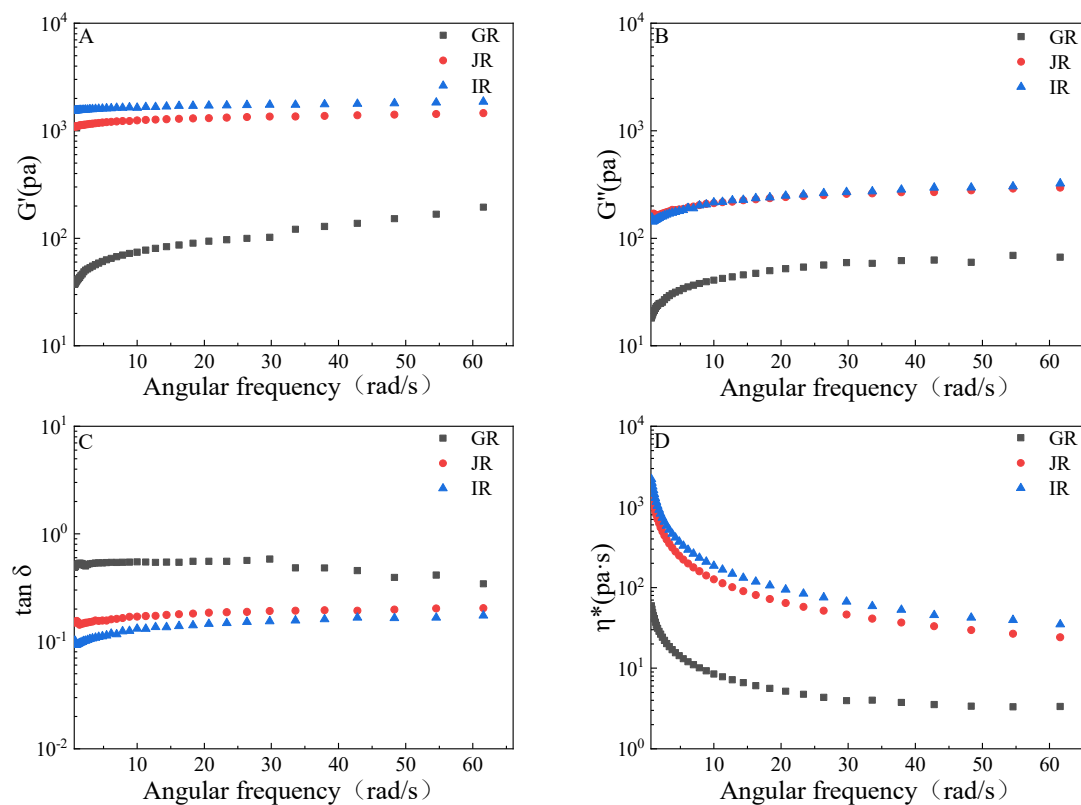 A
GR
JR
IR
10⁴
10³
10²
10¹
G'(pa)
10 20 30 40 50 60
Angular frequency（rad/s）
B
GR
JR
IR
10⁴
10³
10²
10¹
G''(pa)
10 20 30 40 50 60
Angular frequency（rad/s）
C
GR
JR
IR
10¹
10⁰
10⁻¹
10⁻²
tan δ
10 20 30 40 50 60
Angular frequency（rad/s）
D
GR
JR
IR
10⁴
10³
10²
10¹
10⁰
η*(pa·s)
10 20 30 40 50 60
Angular frequency（rad/s）